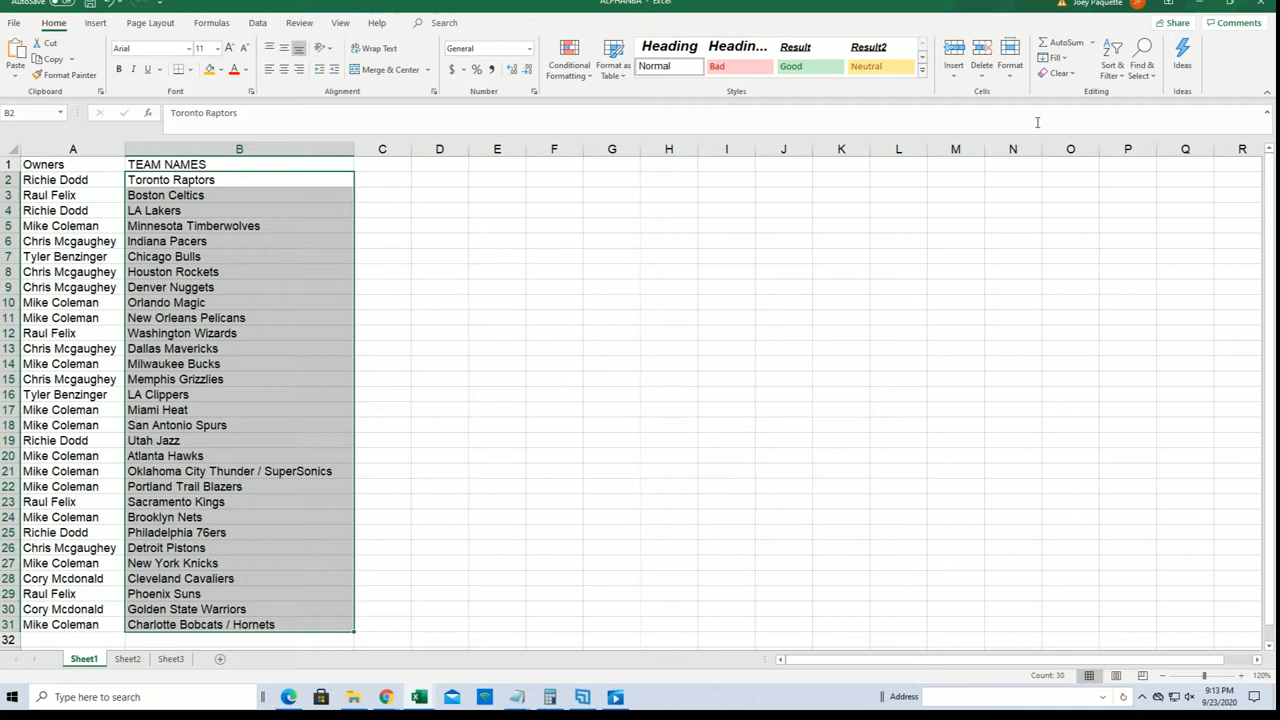 AutoSave Off ALPHANBA - Excel Joey Paquette JP
File Home Insert Page Layout Formulas Data Review View Help Search Share Comments
Paste Cut Copy Format Painter Clipboard
Arial 11 B I U A Font
Wrap Text Merge & Center Alignment
General $ % Number
Conditional Formatting Format as Table
Heading Headin... Result Result2
Normal Bad Good Neutral
Styles
Insert Delete Format Cells
AutoSum Fill Clear Sort & Filter Find & Select Editing
Ideas Ideas
B2 fx Toronto Raptors
A B C D E F G H I J K L M N O P Q R
1 Owners TEAM NAMES
2 Richie Dodd Toronto Raptors
3 Raul Felix Boston Celtics
4 Richie Dodd LA Lakers
5 Mike Coleman Minnesota Timberwolves
6 Chris Mcgaughey Indiana Pacers
7 Tyler Benzinger Chicago Bulls
8 Chris Mcgaughey Houston Rockets
9 Chris Mcgaughey Denver Nuggets
10 Mike Coleman Orlando Magic
11 Mike Coleman New Orleans Pelicans
12 Raul Felix Washington Wizards
13 Chris Mcgaughey Dallas Mavericks
14 Mike Coleman Milwaukee Bucks
15 Chris Mcgaughey Memphis Grizzlies
16 Tyler Benzinger LA Clippers
17 Mike Coleman Miami Heat
18 Mike Coleman San Antonio Spurs
19 Richie Dodd Utah Jazz
20 Mike Coleman Atlanta Hawks
21 Mike Coleman Oklahoma City Thunder / SuperSonics
22 Mike Coleman Portland Trail Blazers
23 Raul Felix Sacramento Kings
24 Mike Coleman Brooklyn Nets
25 Richie Dodd Philadelphia 76ers
26 Chris Mcgaughey Detroit Pistons
27 Mike Coleman New York Knicks
28 Cory Mcdonald Cleveland Cavaliers
29 Raul Felix Phoenix Suns
30 Cory Mcdonald Golden State Warriors
31 Mike Coleman Charlotte Bobcats / Hornets
32
Sheet1 Sheet2 Sheet3
Count: 30 120%
Type here to search Address 9:13 PM
9/23/2020